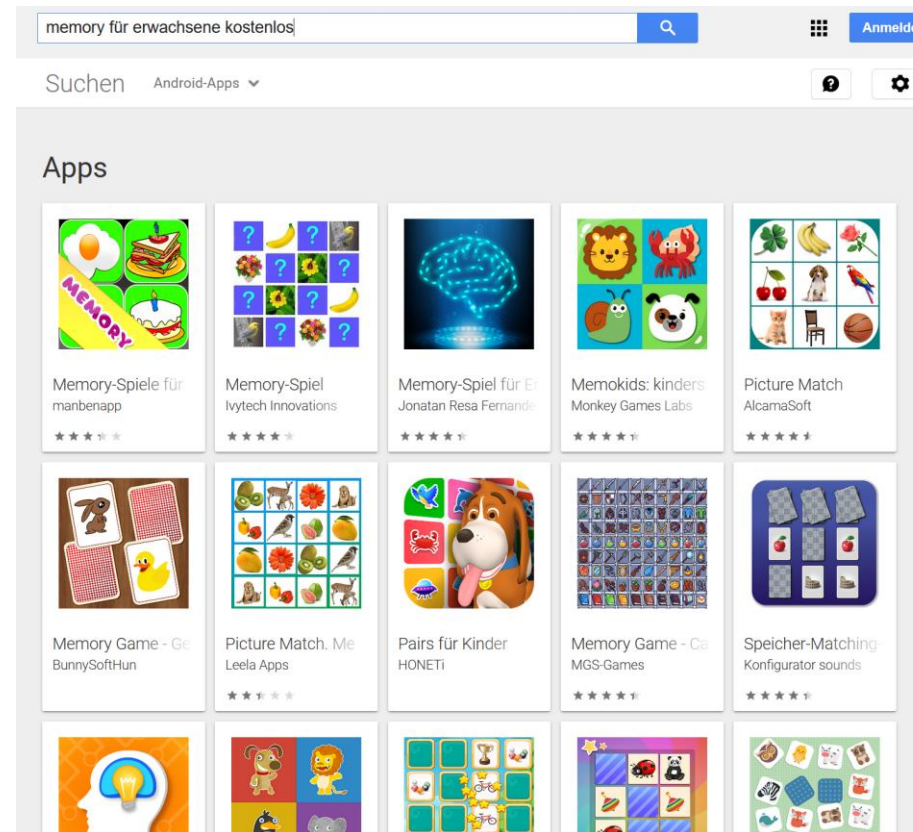 memory für erwachsene kostenlos
Anmelde
Suchen Android-Apps
Apps
MEMORY
? ?
?
?
? ?
Memory-Spiele für
manbenapp
Memory-Spiel
Ivytech Innovations
Memory-Spiel für Er
Jonatan Resa Fernande
Memokids: kinders
Monkey Games Labs
Picture Match
AlcamaSoft
Memory Game - Ge
BunnySoftHun
Picture Match. Me
Leela Apps
Pairs für Kinder
HONETi
Memory Game - Ca
MGS-Games
Speicher-Matching-
Konfigurator sounds